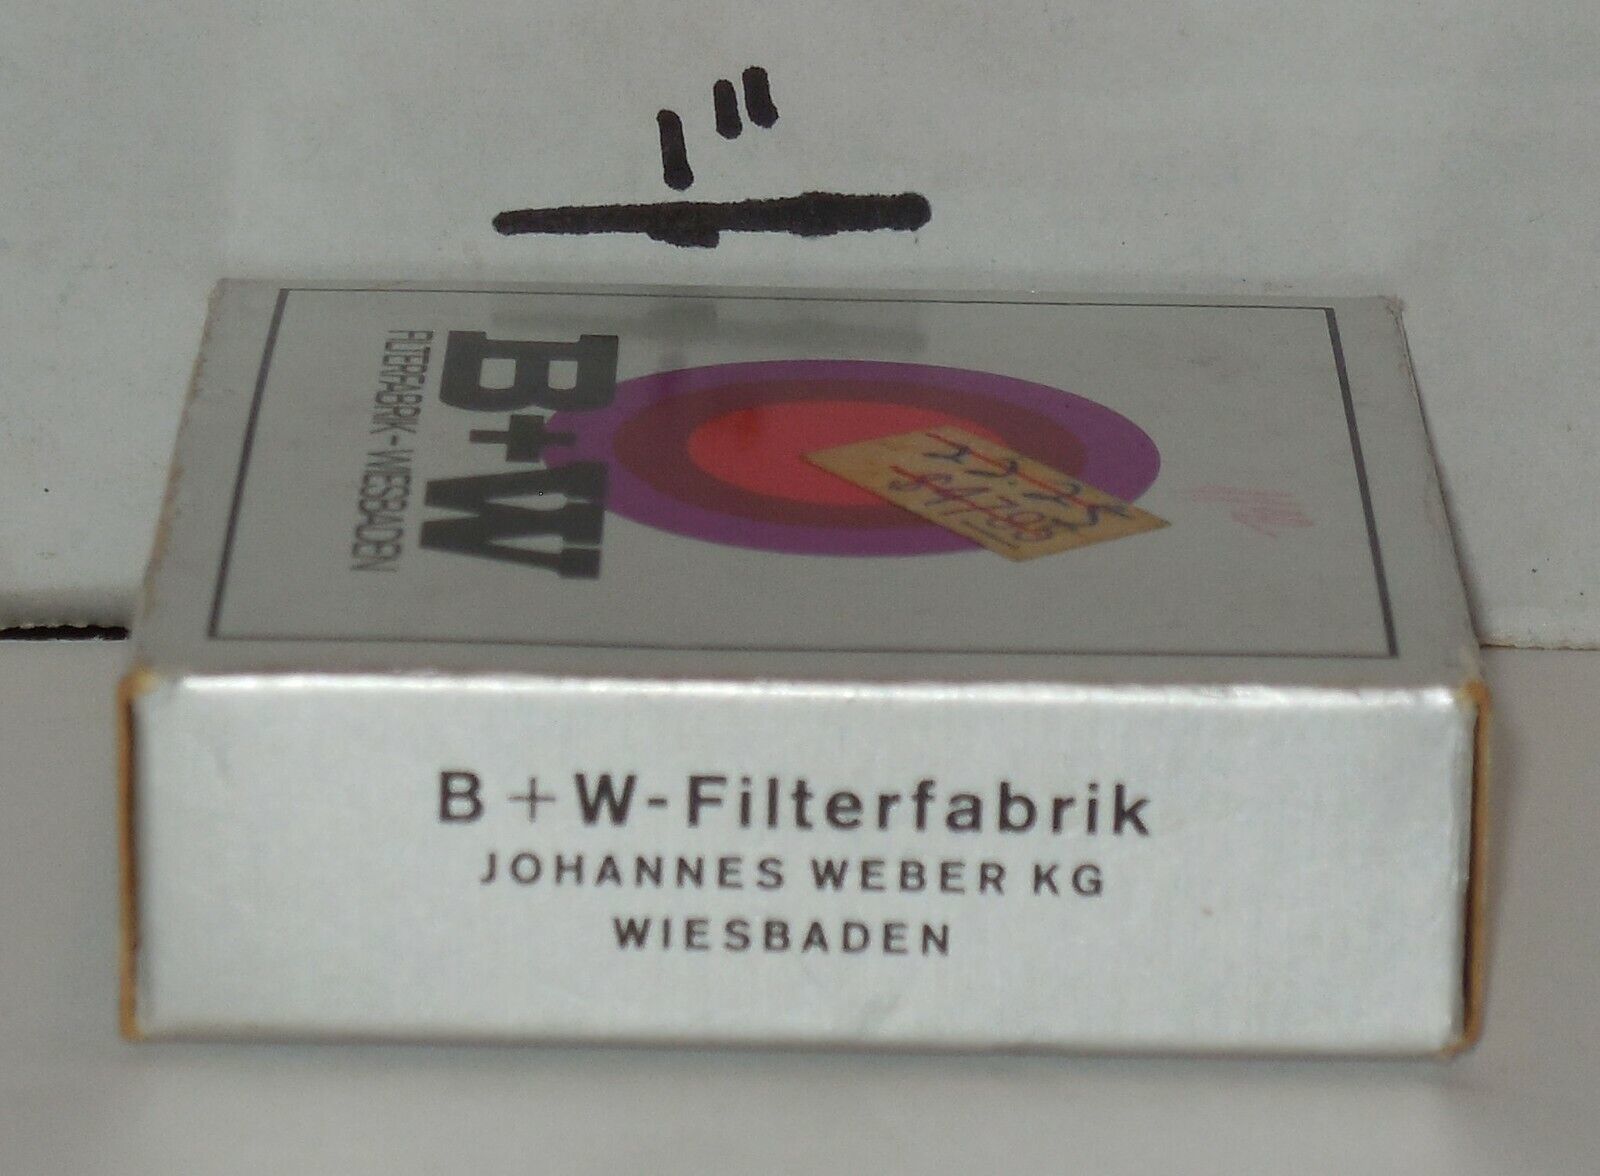 1"
B+W
FILTERFABRIK-WIESBADEN
B+W-Filterfabrik
JOHANNES WEBER KG
WIESBADEN